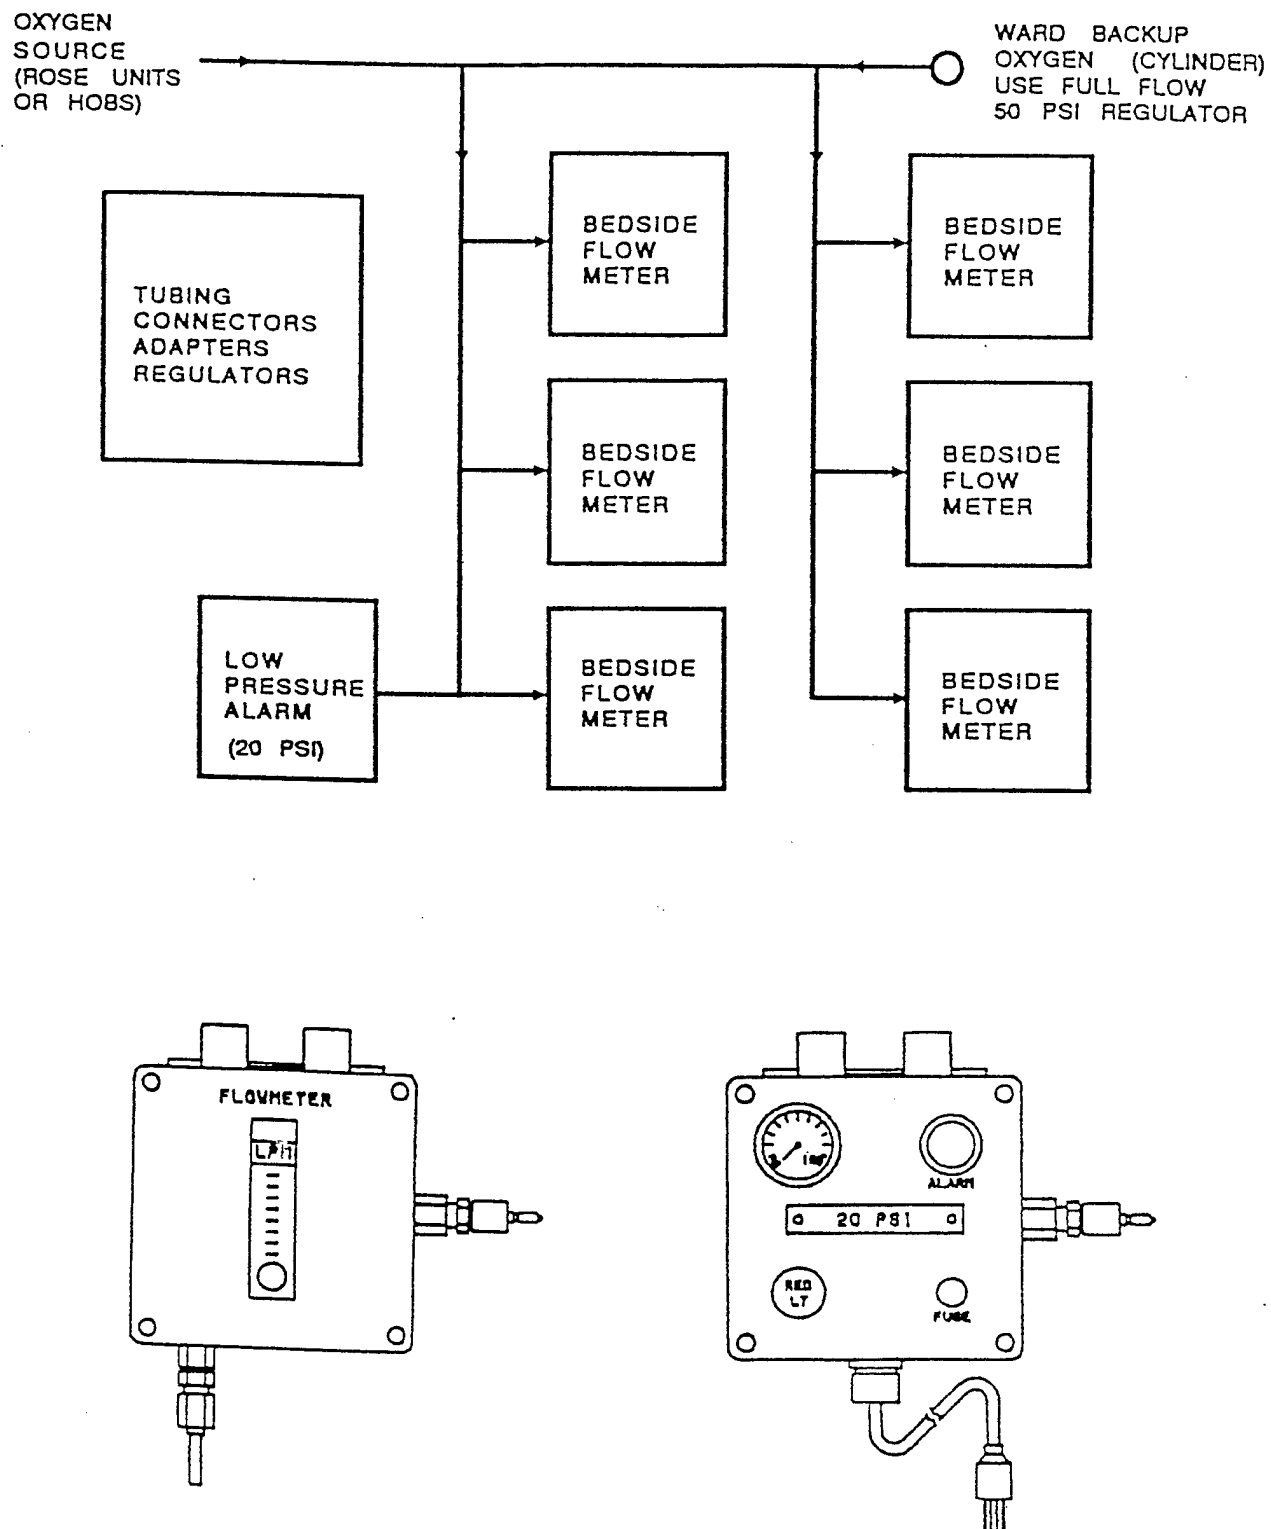 OXYGEN
SOURCE
(ROSE UNITS
OR HOBS)
WARD BACKUP
OXYGEN (CYLINDER)
USE FULL FLOW
50 PSI REGULATOR
TUBING
CONNECTORS
ADAPTERS
REGULATORS
BEDSIDE
FLOW
METER
BEDSIDE
FLOW
METER
BEDSIDE
FLOW
METER
BEDSIDE
FLOW
METER
LOW
PRESSURE
ALARM
(20 PSI)
BEDSIDE
FLOW
METER
BEDSIDE
FLOW
METER
FLOWMETER
LPM
ALARM
20 PSI
RED
LT
FUSE